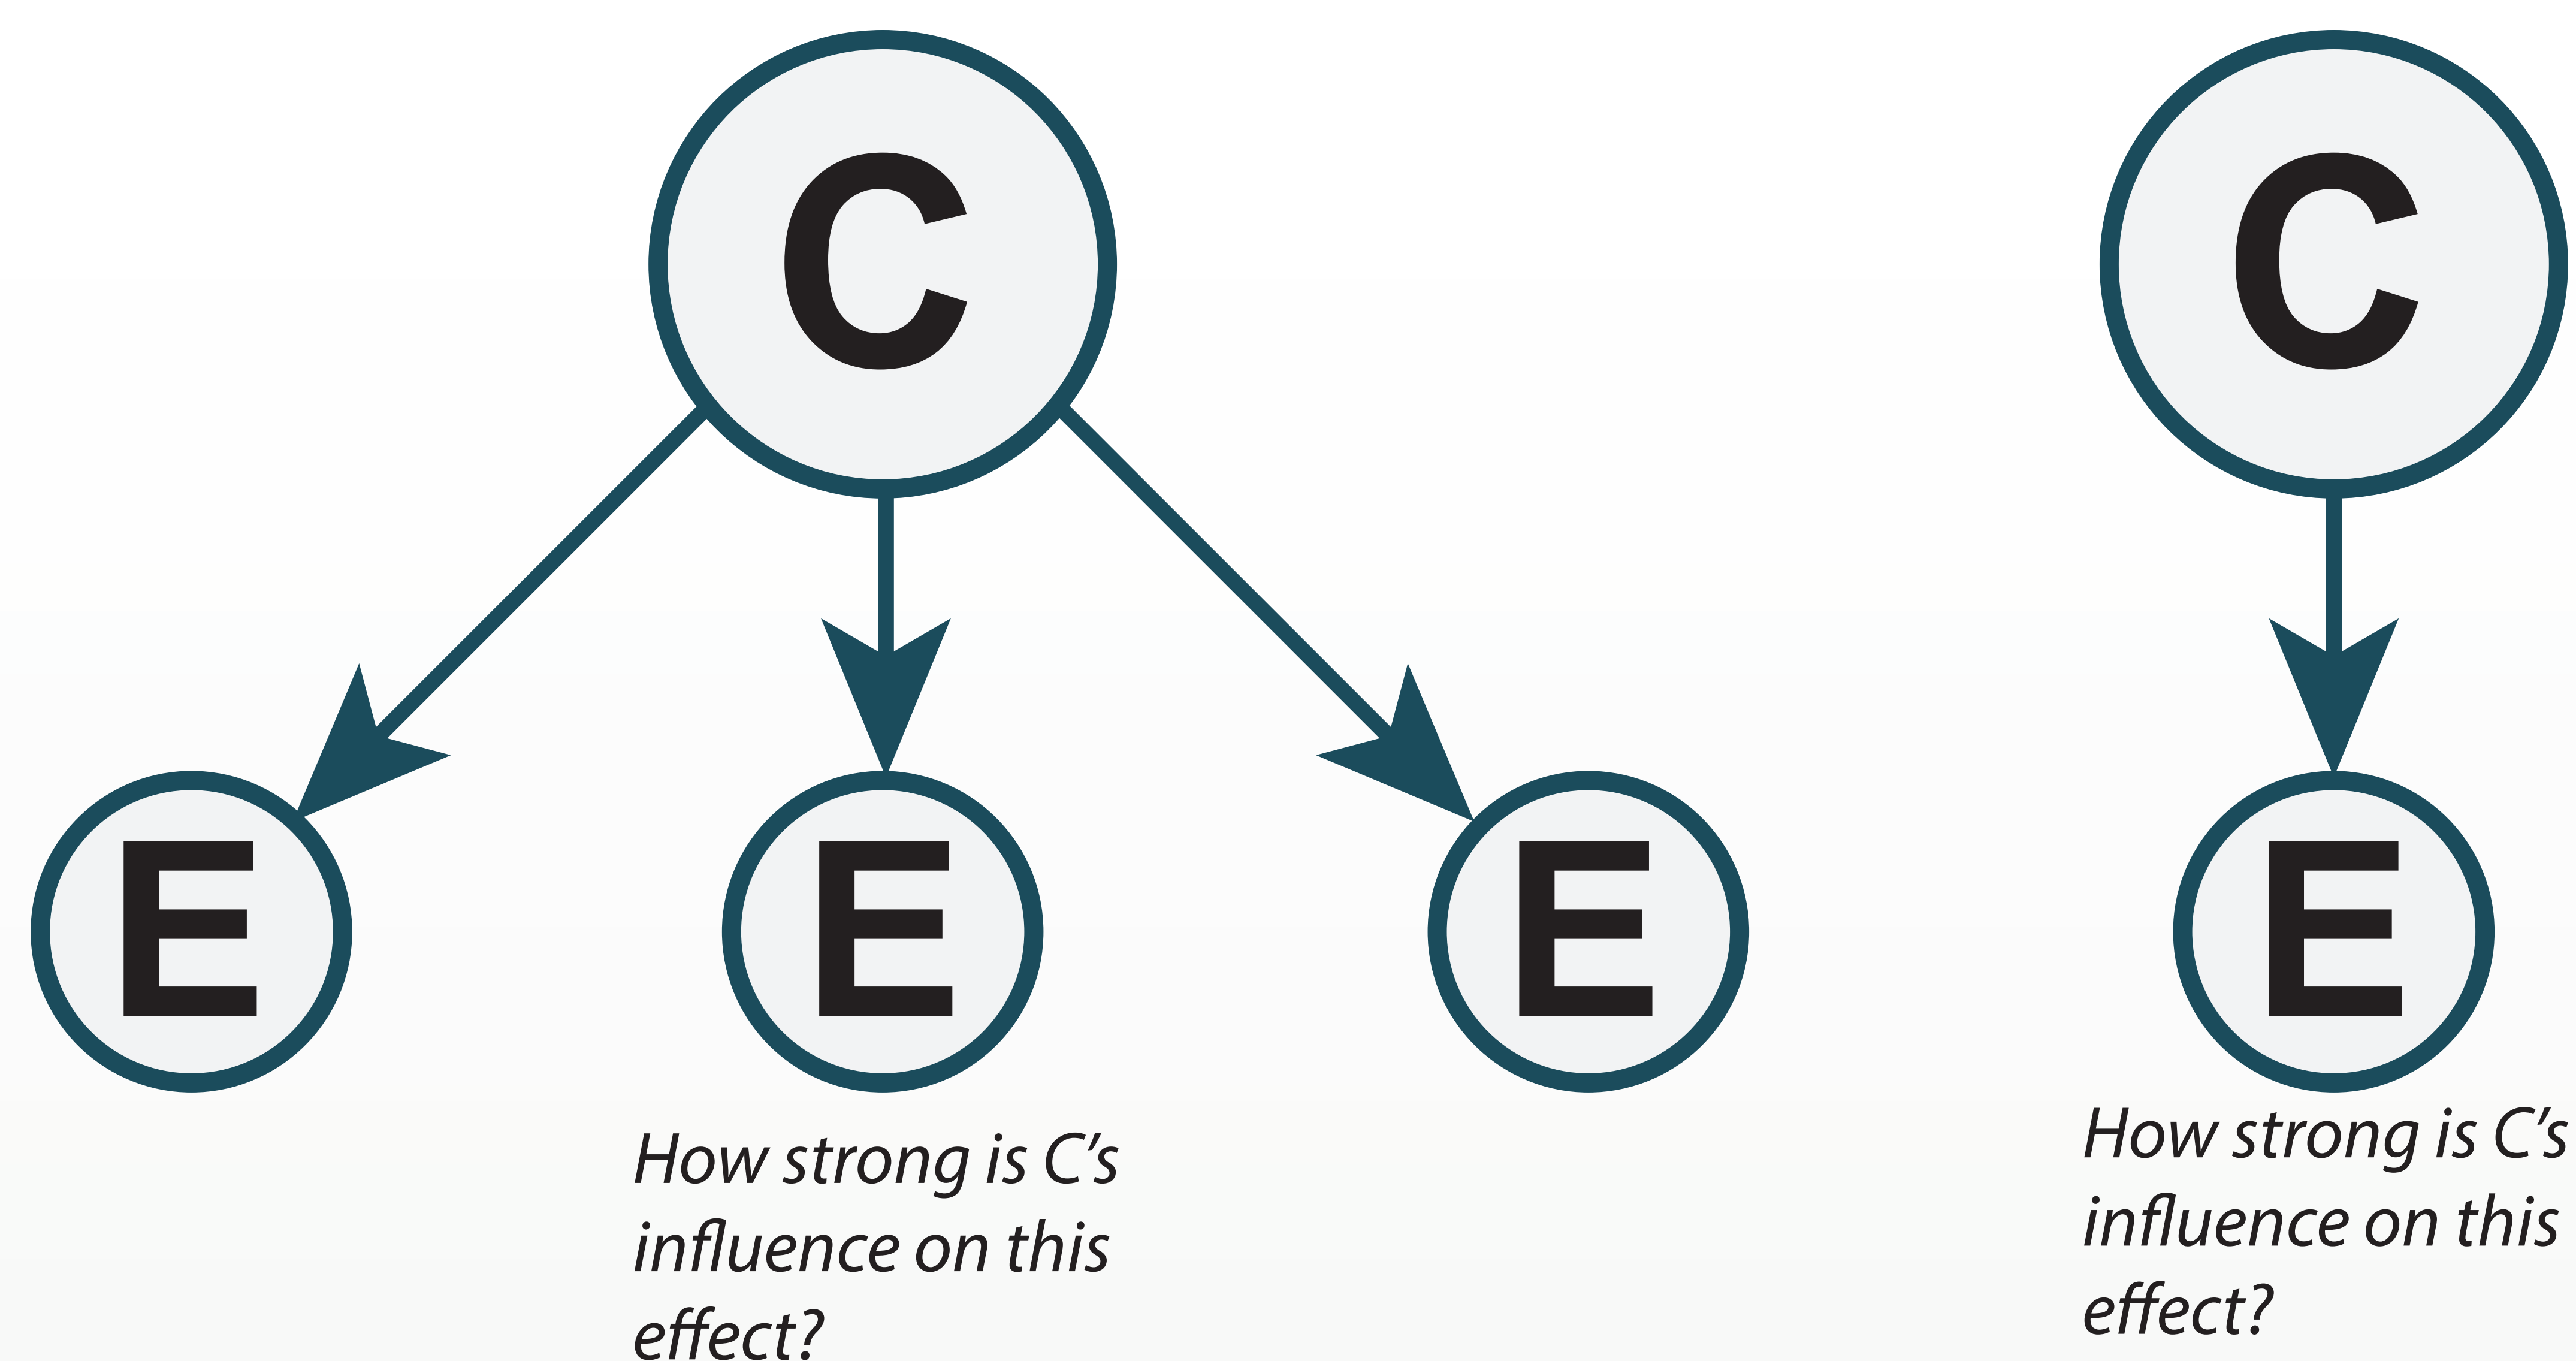 C
C
E
E
E
E
How strong is C’s
influence on this
effect?
How strong is C’s
influence on this
effect?